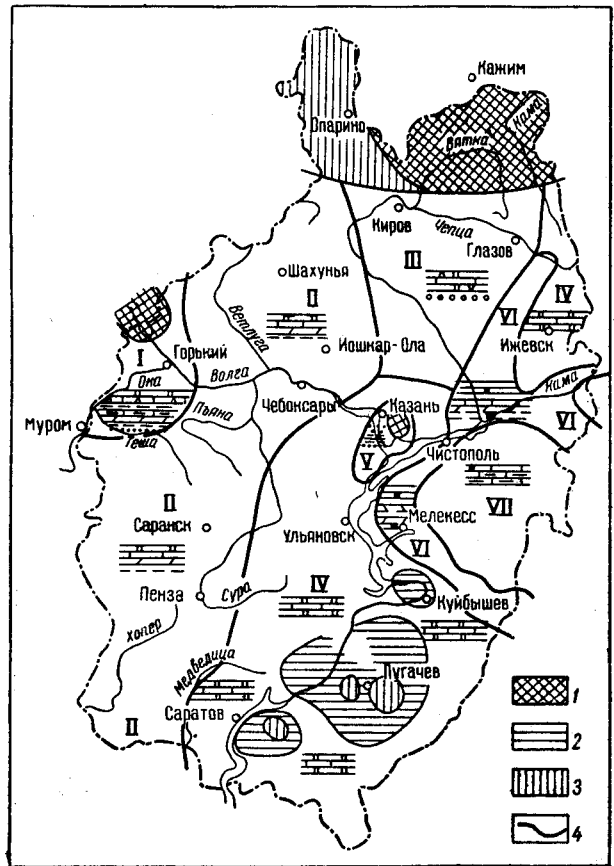 Кажим
Опарино
Кама
Вятка
Киров
Чепца
Глазов
III
Шахунья
II
Ветлуга
VI
IV
Ижевск
I
Горький
Йошкар-Ола
Ока
Волга
Кама
Чебоксары
Казань
Пьяна
Муром
Теша
V
VI
Чистополь
II
VII
Саранск
Мелекесс
Ульяновск
VI
Пенза
Сура
IV
Куйбышев
Хопер
Медведица
Пугачев
Саратов
II
1
2
3
4